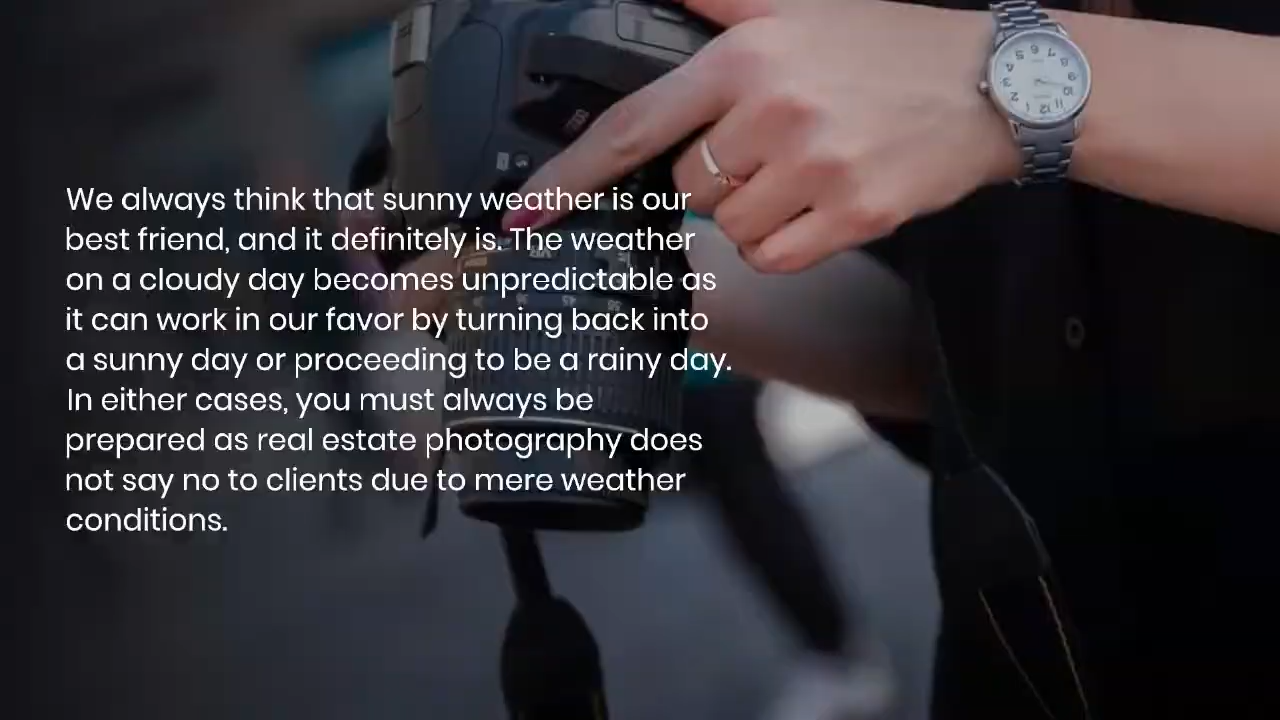 We always think that sunny weather is our
best friend, and it definitely is. The weather
on a cloudy day becomes unpredictable as
it can work in our favor by turning back into
a sunny day or proceeding to be a rainy day.
In either cases, you must always be
prepared as real estate photography does
not say no to clients due to mere weather
conditions.